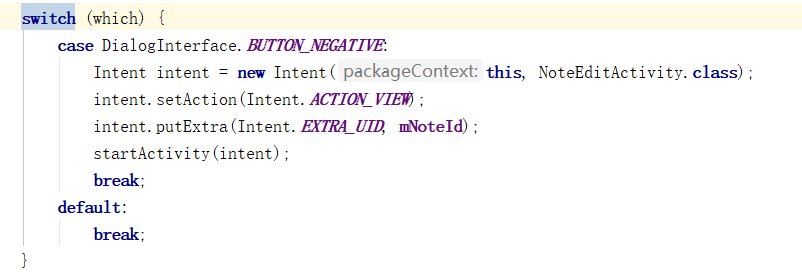 switch (which) {
case DialogInterface.BUTTON_NEGATIVE:
Intent intent = new Intent( packageContext: this, NoteEditActivity.class);
intent.setAction(Intent.ACTION_VIEW);
intent.putExtra(Intent.EXTRA_UID, mNoteId);
startActivity(intent);
break;
default:
break;
}